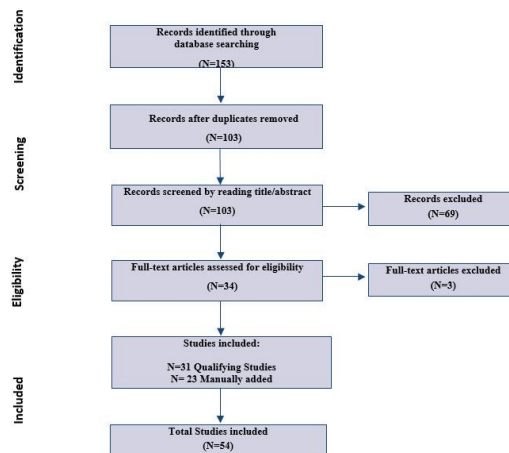 Identification
Records identified through
database searching
(N=153)
Records after duplicates removed
(N=103)
Screening
Records screened by reading title/abstract
(N=103)
Records excluded
(N=69)
Eligibility
Full-text articles assessed for eligibility
(N=34)
Full-text articles excluded
(N=3)
Studies included:
N=31 Qualifying Studies
N= 23 Manually added
Included
Total Studies included
(N=54)